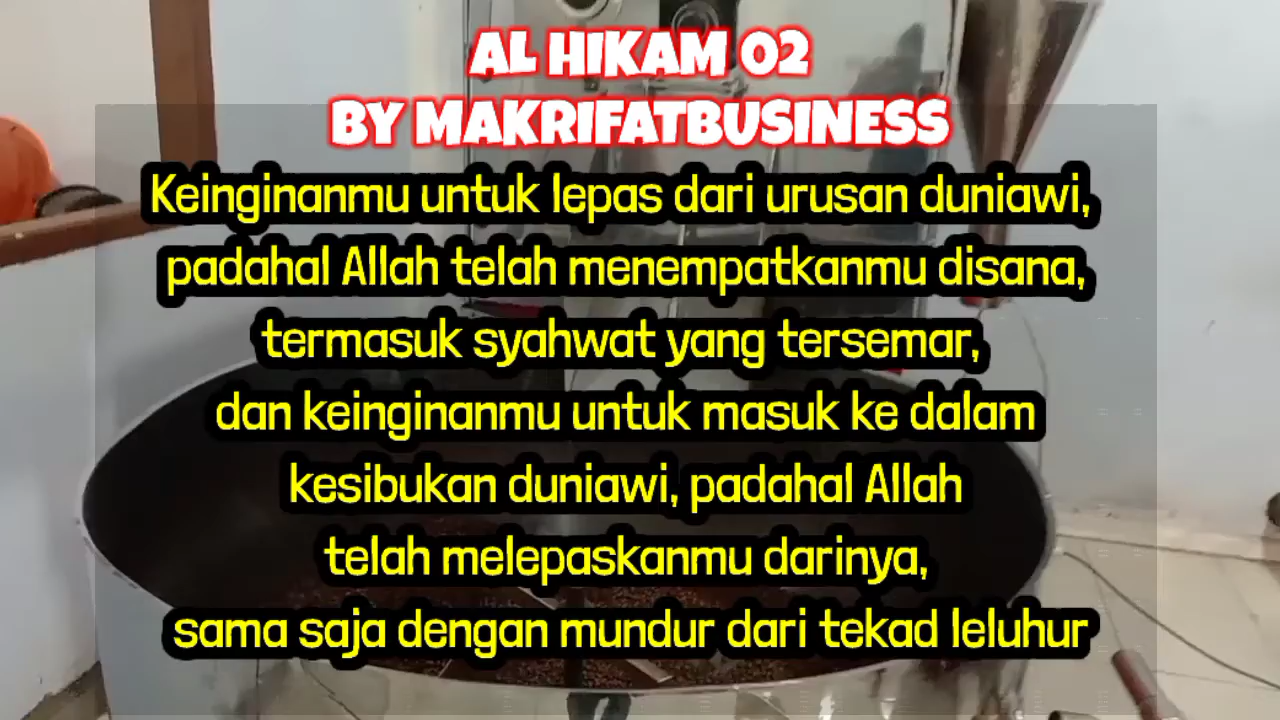 AL HIKAM 02
BY MAKRIFATBUSINESS
Keinginanmu untuk lepas dari urusan duniawi,
padahal Allah telah menempatkanmu disana,
termasuk syahwat yang tersemar,
dan keinginanmu untuk masuk ke dalam
kesibukan duniawi, padahal Allah
telah melepaskanmu darinya,
sama saja dengan mundur dari tekad leluhur